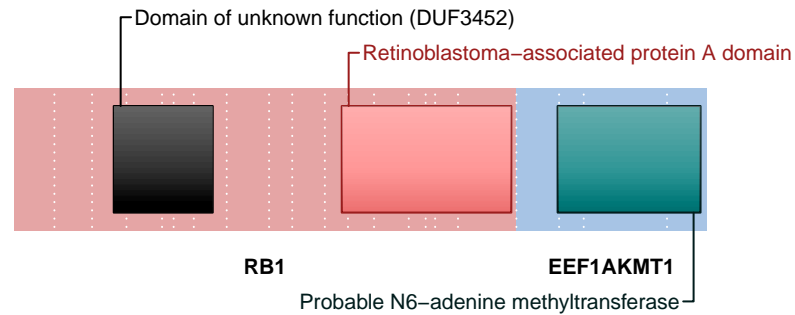 Domain of unknown function (DUF3452)
Retinoblastoma−associated protein A domain
RB1
EEF1AKMT1
Probable N6−adenine methyltransferase